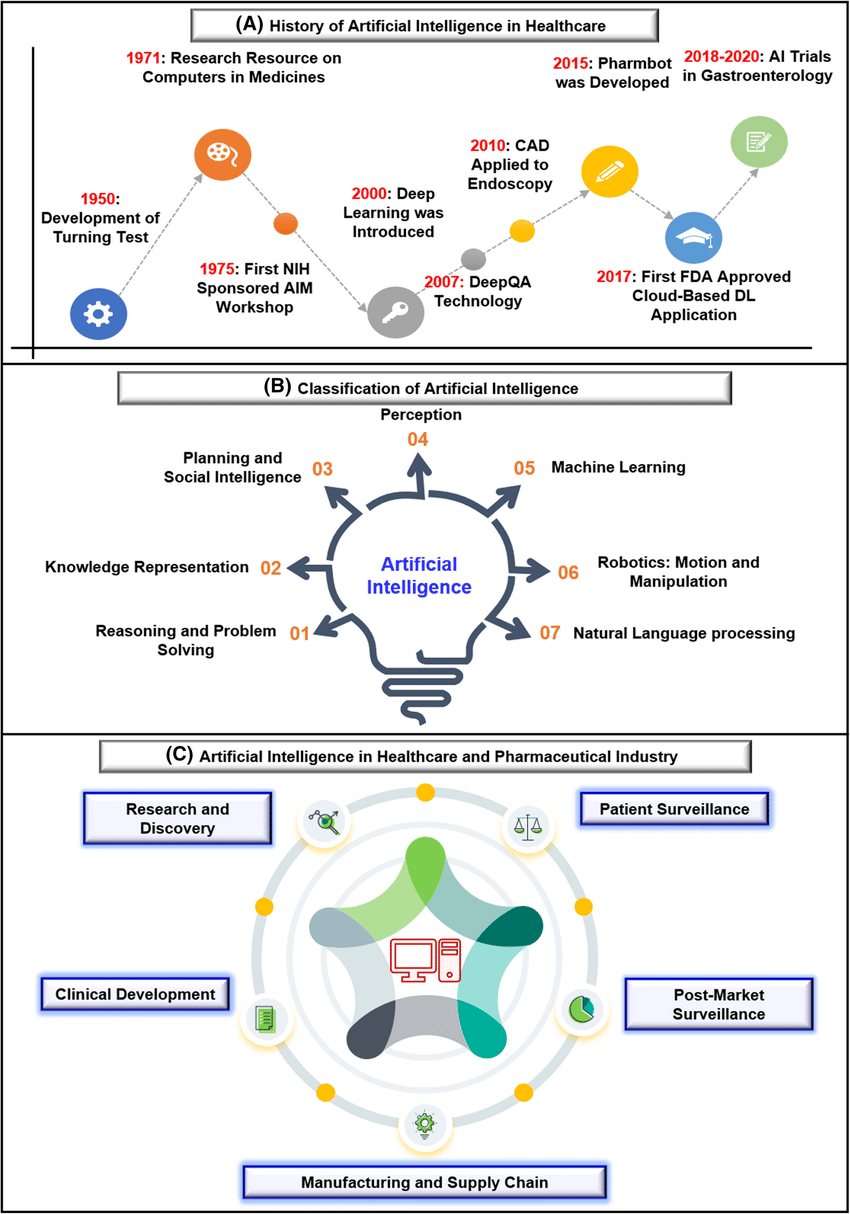 (A) History of Artificial Intelligence in Healthcare
1971: Research Resource on
Computers in Medicines
2015: Pharmbot
was Developed
2018-2020: AI Trials
in Gastroenterology
1950:
Development of
Turning Test
2000: Deep
Learning was
Introduced
2010: CAD
Applied to
Endoscopy
1975: First NIH
Sponsored AIM
Workshop
2007: DeepQA
Technology
2017: First FDA Approved
Cloud-Based DL
Application
(B) Classification of Artificial Intelligence
Perception
04
Planning and
Social Intelligence
03
05
Machine Learning
Artificial
Intelligence
Knowledge Representation
02
06
Robotics: Motion and
Manipulation
Reasoning and Problem
Solving
01
07
Natural Language processing
(C) Artificial Intelligence in Healthcare and Pharmaceutical Industry
Research and
Discovery
Patient Surveillance
Clinical Development
Post-Market
Surveillance
Manufacturing and Supply Chain